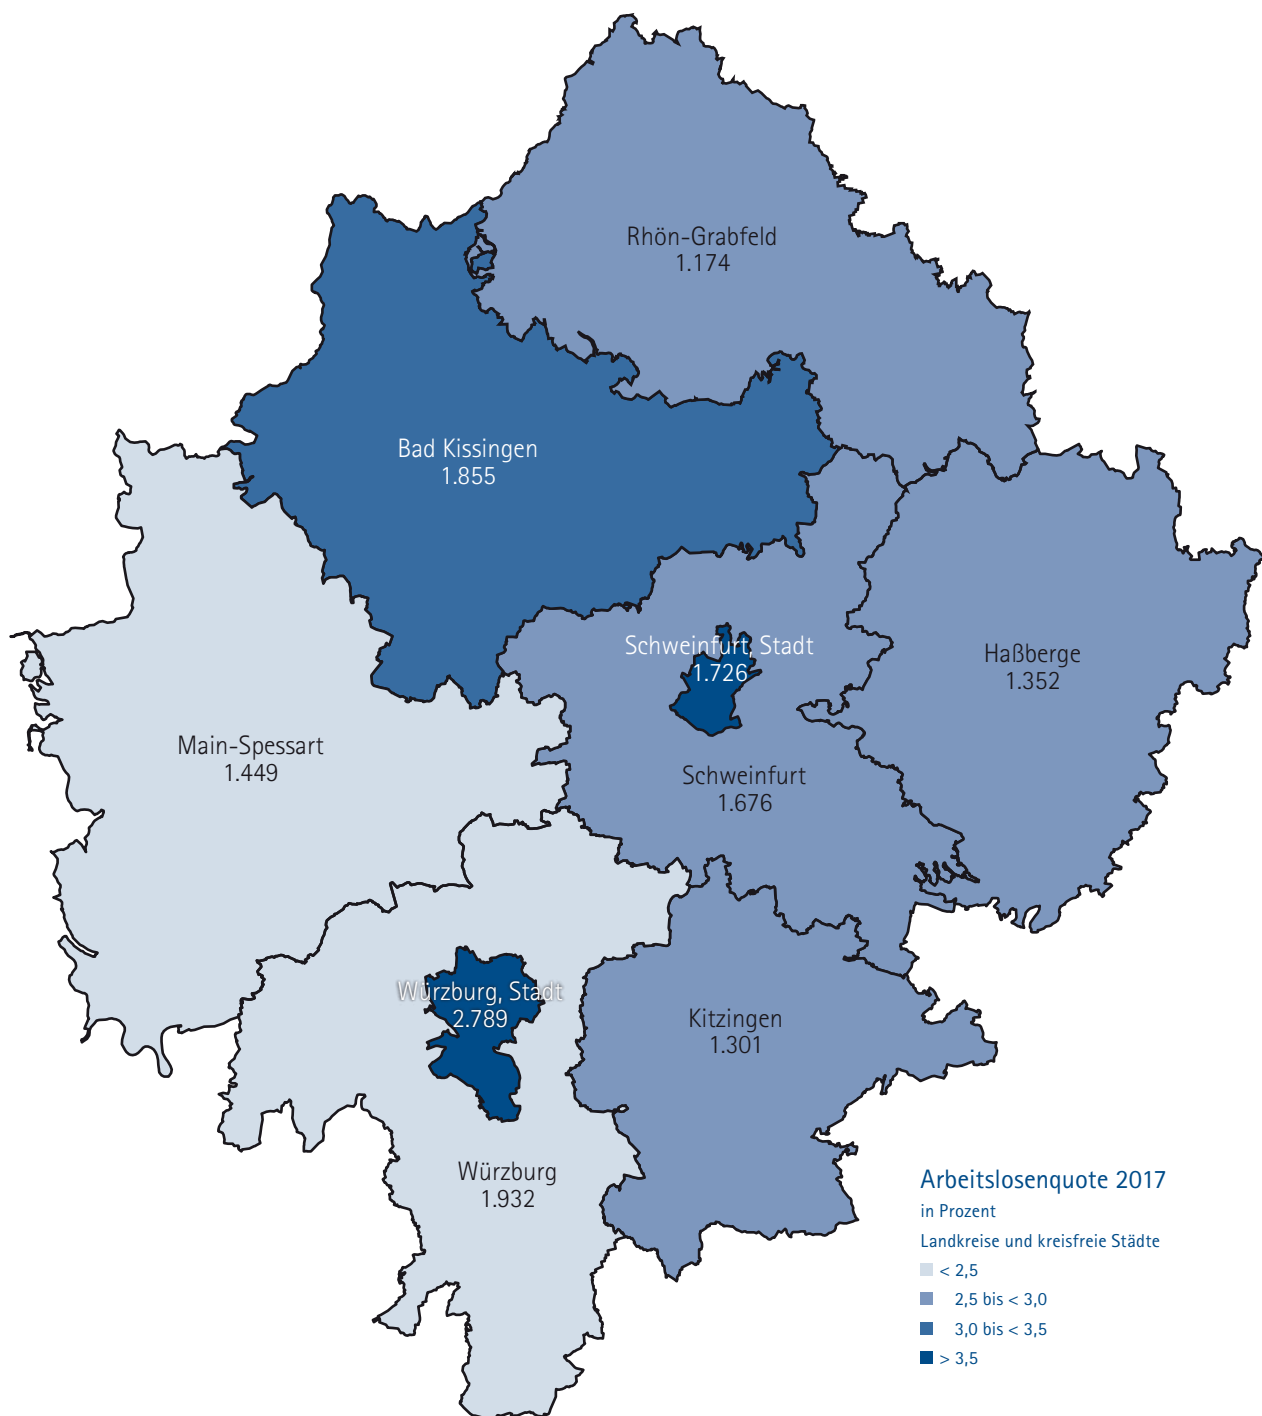 Rhön-Grabfeld
1.174
Bad Kissingen
1.855
Schweinfurt, Stadt
1.726
Haßberge
1.352
Main-Spessart
1.449
Schweinfurt
1.676
Würzburg, Stadt
2.789
Kitzingen
1.301
Würzburg
1.932
Arbeitslosenquote 2017
in Prozent
Landkreise und kreisfreie Städte
< 2,5
2,5 bis < 3,0
3,0 bis < 3,5
> 3,5